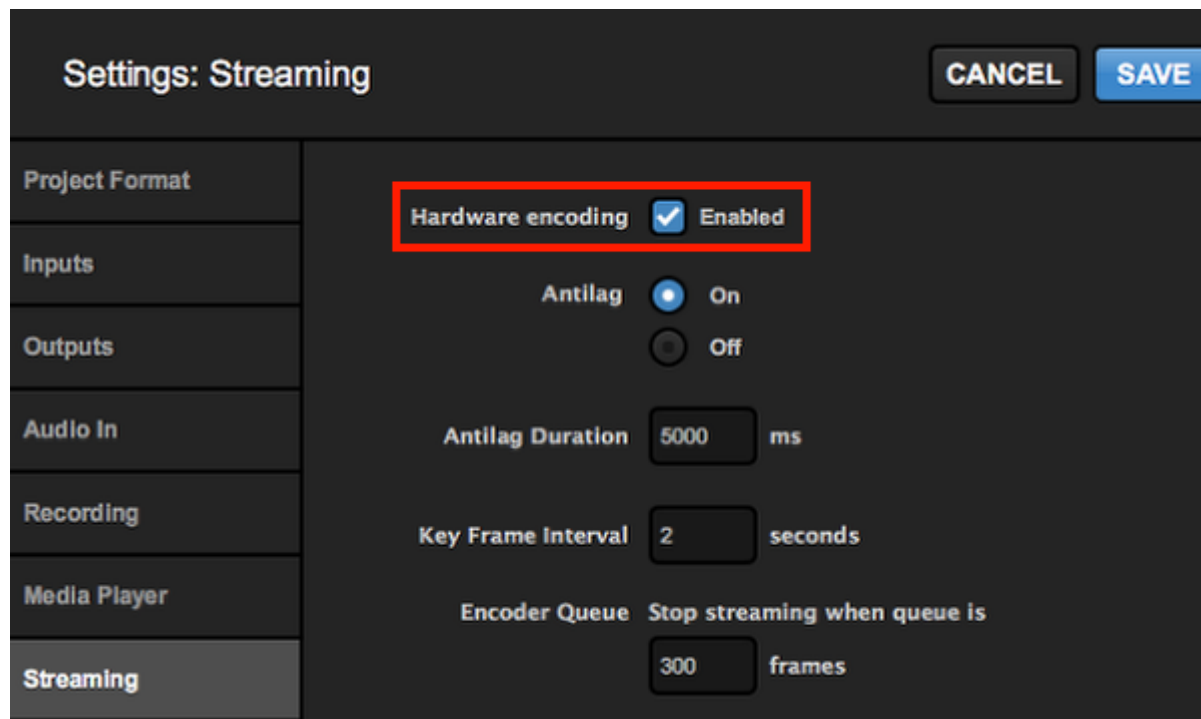 Settings: Streaming
CANCEL
SAVE
Project Format
Inputs
Outputs
Audio In
Recording
Media Player
Streaming
Hardware encoding Enabled
Antilag On
Off
Antilag Duration 5000 ms
Key Frame Interval 2 seconds
Encoder Queue Stop streaming when queue is
300 frames